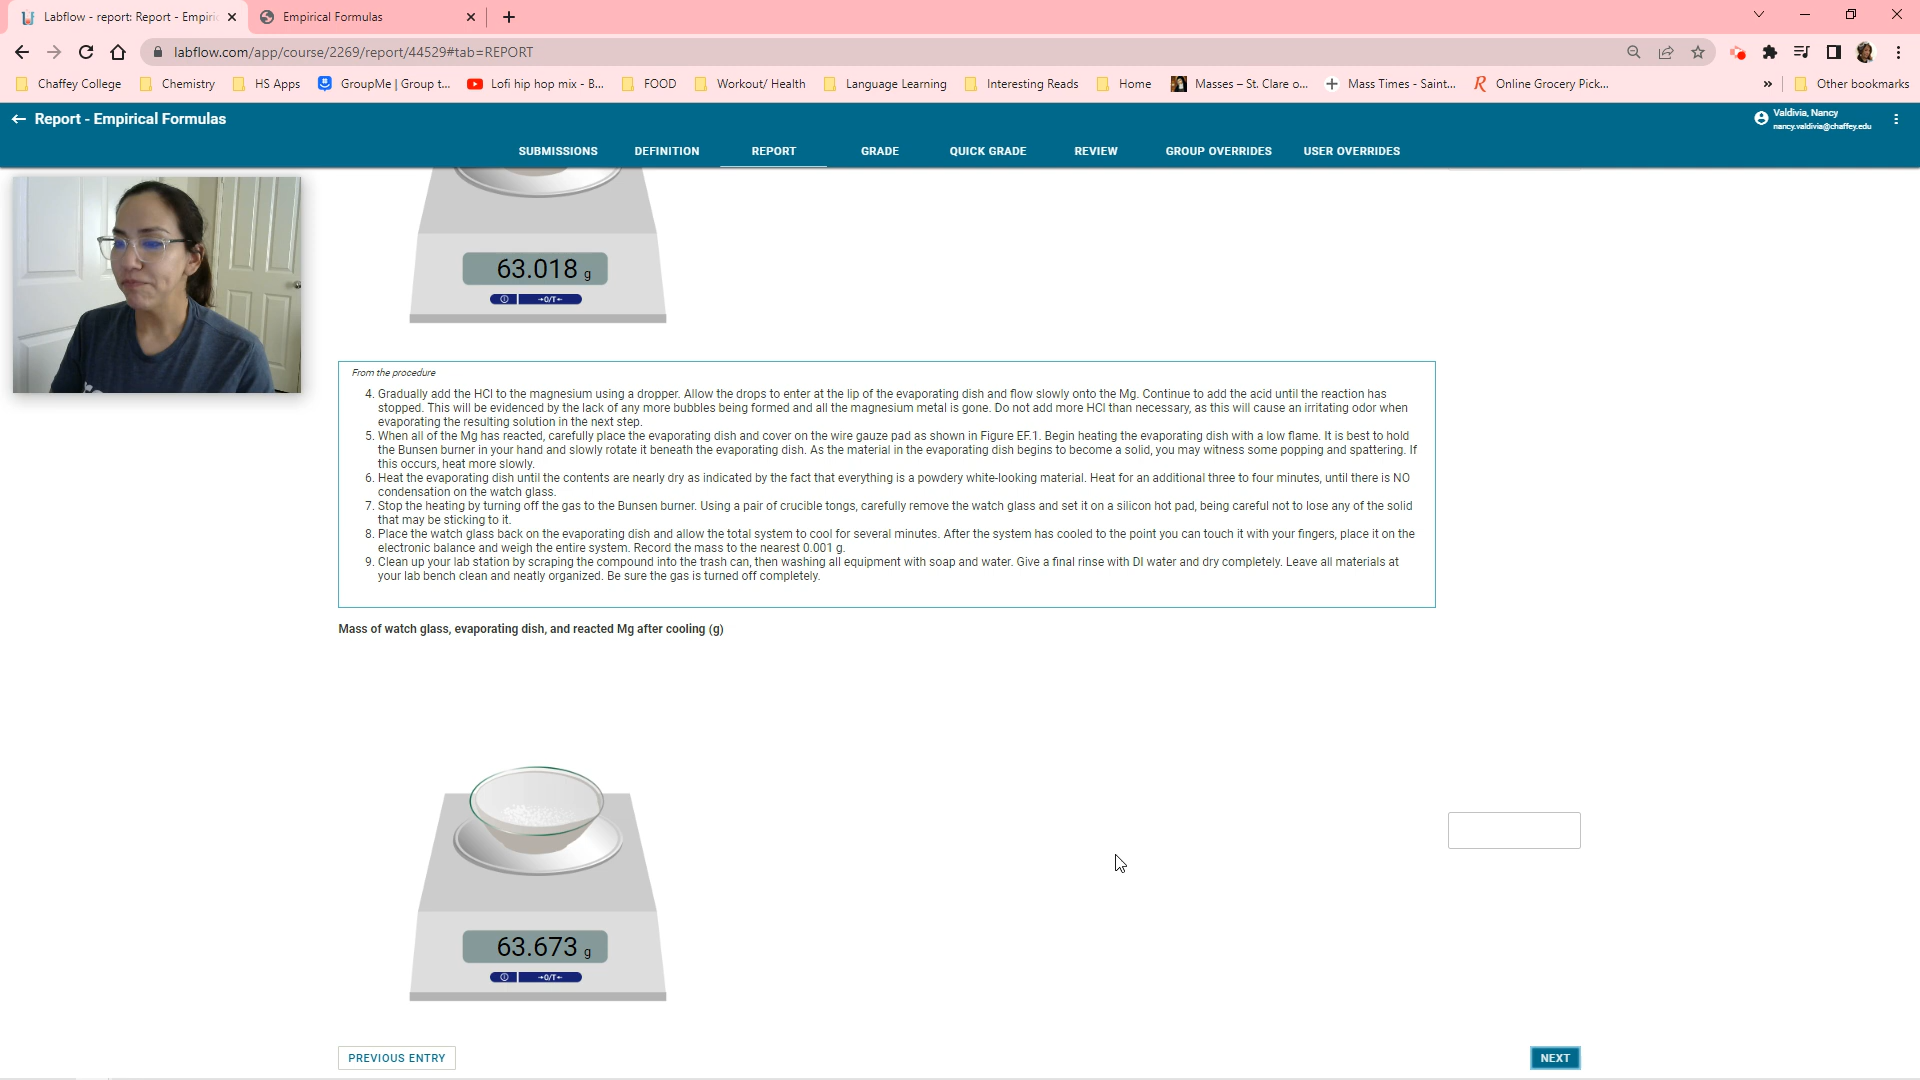 Labflow - report: Report - Empiric
Empirical Formulas
labflow.com/app/course/2269/report/44529#tab=REPORT
Chaffey College
Chemistry
HS Apps
GroupMe | Group t...
Lofi hip hop mix - B...
FOOD
Workout/ Health
Language Learning
Interesting Reads
Home
Masses – St. Clare o...
Mass Times - Saint...
Online Grocery Pick...
»
Other bookmarks
Report - Empirical Formulas
Valdivia, Nancy
nancy.valdivia@chaffey.edu
SUBMISSIONS
DEFINITION
REPORT
GRADE
QUICK GRADE
REVIEW
GROUP OVERRIDES
USER OVERRIDES
63.018 g
→0/T←
From the procedure
4. Gradually add the HCl to the magnesium using a dropper. Allow the drops to enter at the lip of the evaporating dish and flow slowly onto the Mg. Continue to add the acid until the reaction has
stopped. This will be evidenced by the lack of any more bubbles being formed and all the magnesium metal is gone. Do not add more HCl than necessary, as this will cause an irritating odor when
evaporating the resulting solution in the next step.
5. When all of the Mg has reacted, carefully place the evaporating dish and cover on the wire gauze pad as shown in Figure EF.1. Begin heating the evaporating dish with a low flame. It is best to hold
the Bunsen burner in your hand and slowly rotate it beneath the evaporating dish. As the material in the evaporating dish begins to become a solid, you may witness some popping and spattering. If
this occurs, heat more slowly.
6. Heat the evaporating dish until the contents are nearly dry as indicated by the fact that everything is a powdery white-looking material. Heat for an additional three to four minutes, until there is NO
condensation on the watch glass.
7. Stop the heating by turning off the gas to the Bunsen burner. Using a pair of crucible tongs, carefully remove the watch glass and set it on a silicon hot pad, being careful not to lose any of the solid
that may be sticking to it.
8. Place the watch glass back on the evaporating dish and allow the total system to cool for several minutes. After the system has cooled to the point you can touch it with your fingers, place it on the
electronic balance and weigh the entire system. Record the mass to the nearest 0.001 g.
9. Clean up your lab station by scraping the compound into the trash can, then washing all equipment with soap and water. Give a final rinse with DI water and dry completely. Leave all materials at
your lab bench clean and neatly organized. Be sure the gas is turned off completely.
Mass of watch glass, evaporating dish, and reacted Mg after cooling (g)
63.673 g
→0/T←
PREVIOUS ENTRY
NEXT